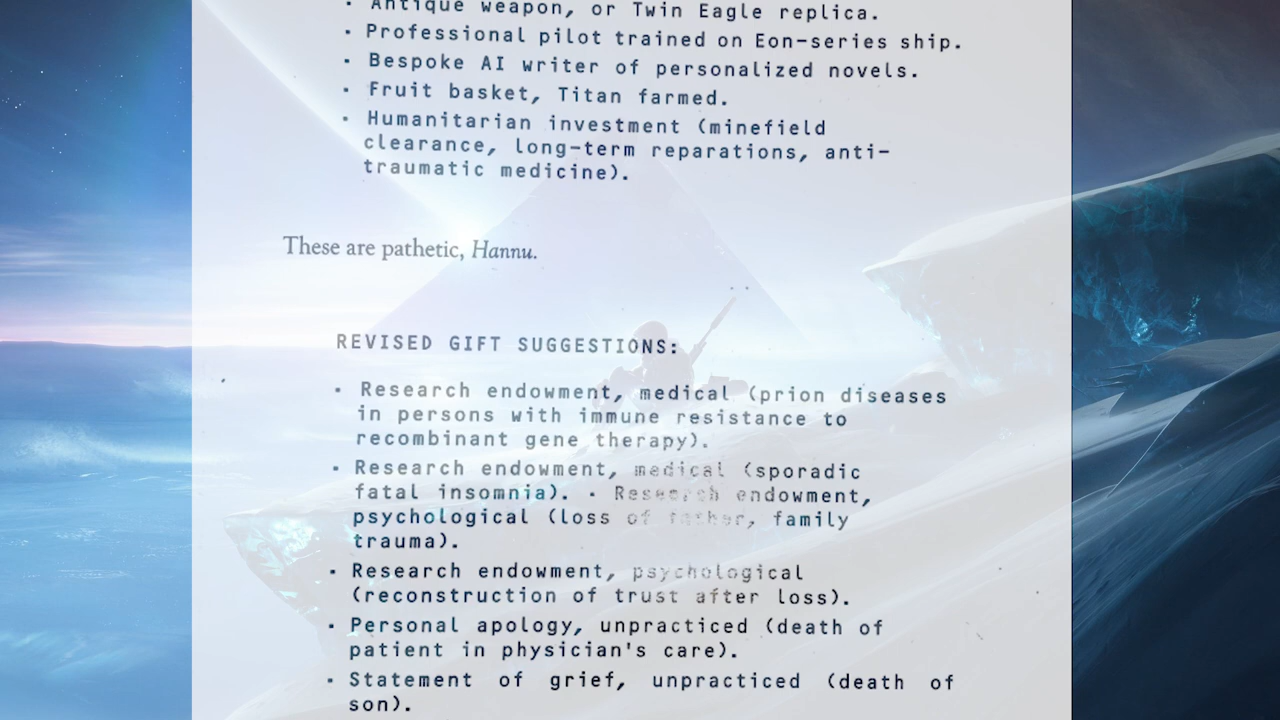 · Antique weapon, or Twin Eagle replica.
· Professional pilot trained on Eon-series ship.
· Bespoke AI writer of personalized novels.
· Fruit basket, Titan farmed.
· Humanitarian investment (minefield
clearance, long-term reparations, anti-
traumatic medicine).
These are pathetic, Hannu.
REVISED GIFT SUGGESTIONS:
· Research endowment, medical (prion diseases
in persons with immune resistance to
recombinant gene therapy).
· Research endowment, medical (sporadic
fatal insomnia). · Research endowment,
psychological (loss of father, family
trauma).
· Research endowment, psychological
(reconstruction of trust after loss).
· Personal apology, unpracticed (death of
patient in physician's care).
· Statement of grief, unpracticed (death of
son).